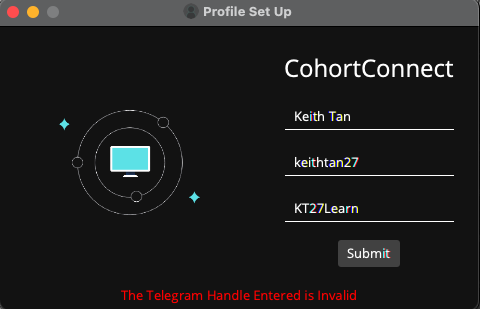 Profile Set Up
CohortConnect
Keith Tan
keithtan27
KT27Learn
Submit
The Telegram Handle Entered is Invalid